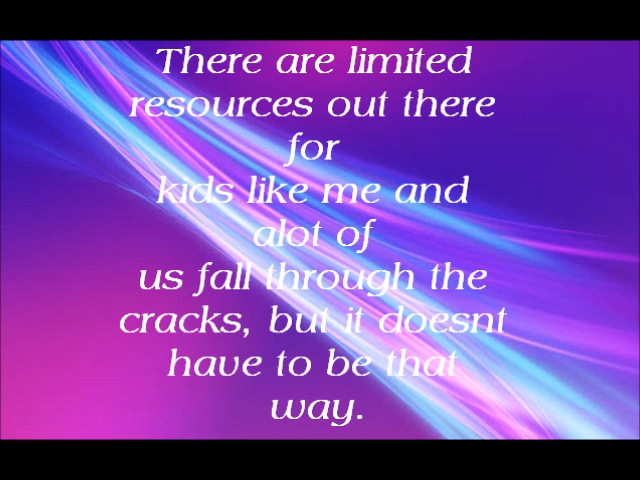 There are limited
resources out there
for
kids like me and
alot of
us fall through the
cracks, but it doesnt
have to be that
way.